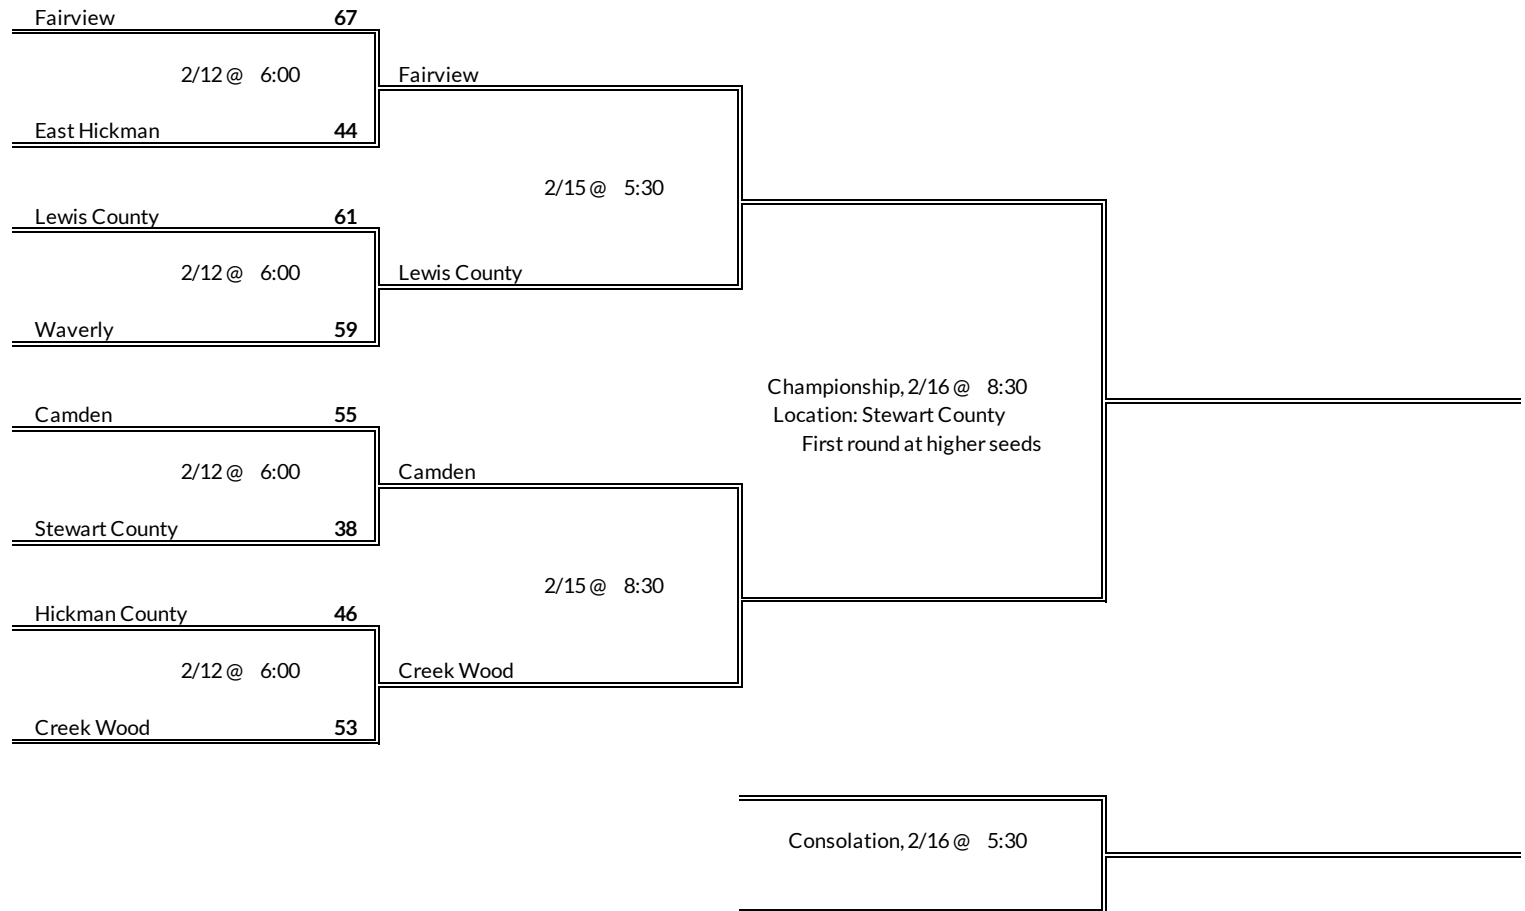 Fairview 67
2/12 @ 6:00
Fairview
East Hickman 44
2/15 @ 5:30
Lewis County 61
2/12 @ 6:00
Lewis County
Waverly 59
Championship, 2/16 @ 8:30
Location: Stewart County
First round at higher seeds
Camden 55
2/12 @ 6:00
Camden
Stewart County 38
2/15 @ 8:30
Hickman County 46
2/12 @ 6:00
Creek Wood
Creek Wood 53
Consolation, 2/16 @ 5:30